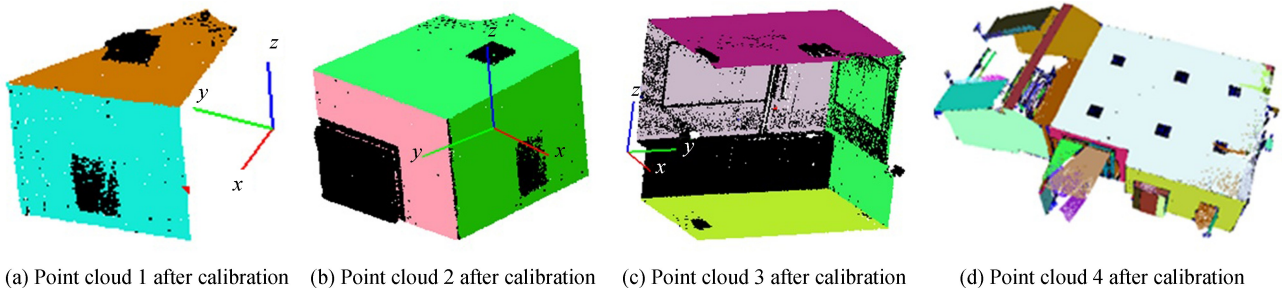 z
y
x
z
y
x
z
y
x
(a) Point cloud 1 after calibration
(b) Point cloud 2 after calibration
(c) Point cloud 3 after calibration
(d) Point cloud 4 after calibration